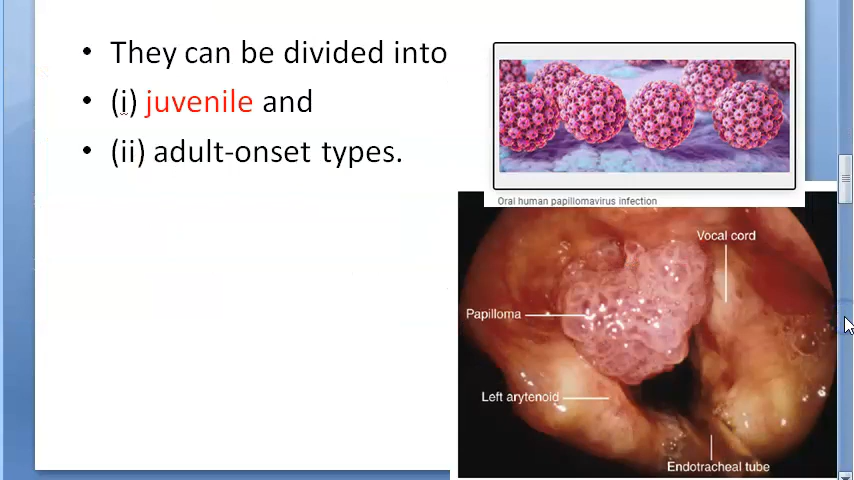 • They can be divided into
• (i) juvenile and
• (ii) adult-onset types.
Oral human papillomavirus infection
Vocal cord
Papilloma
Left arytenoid
Endotracheal tube